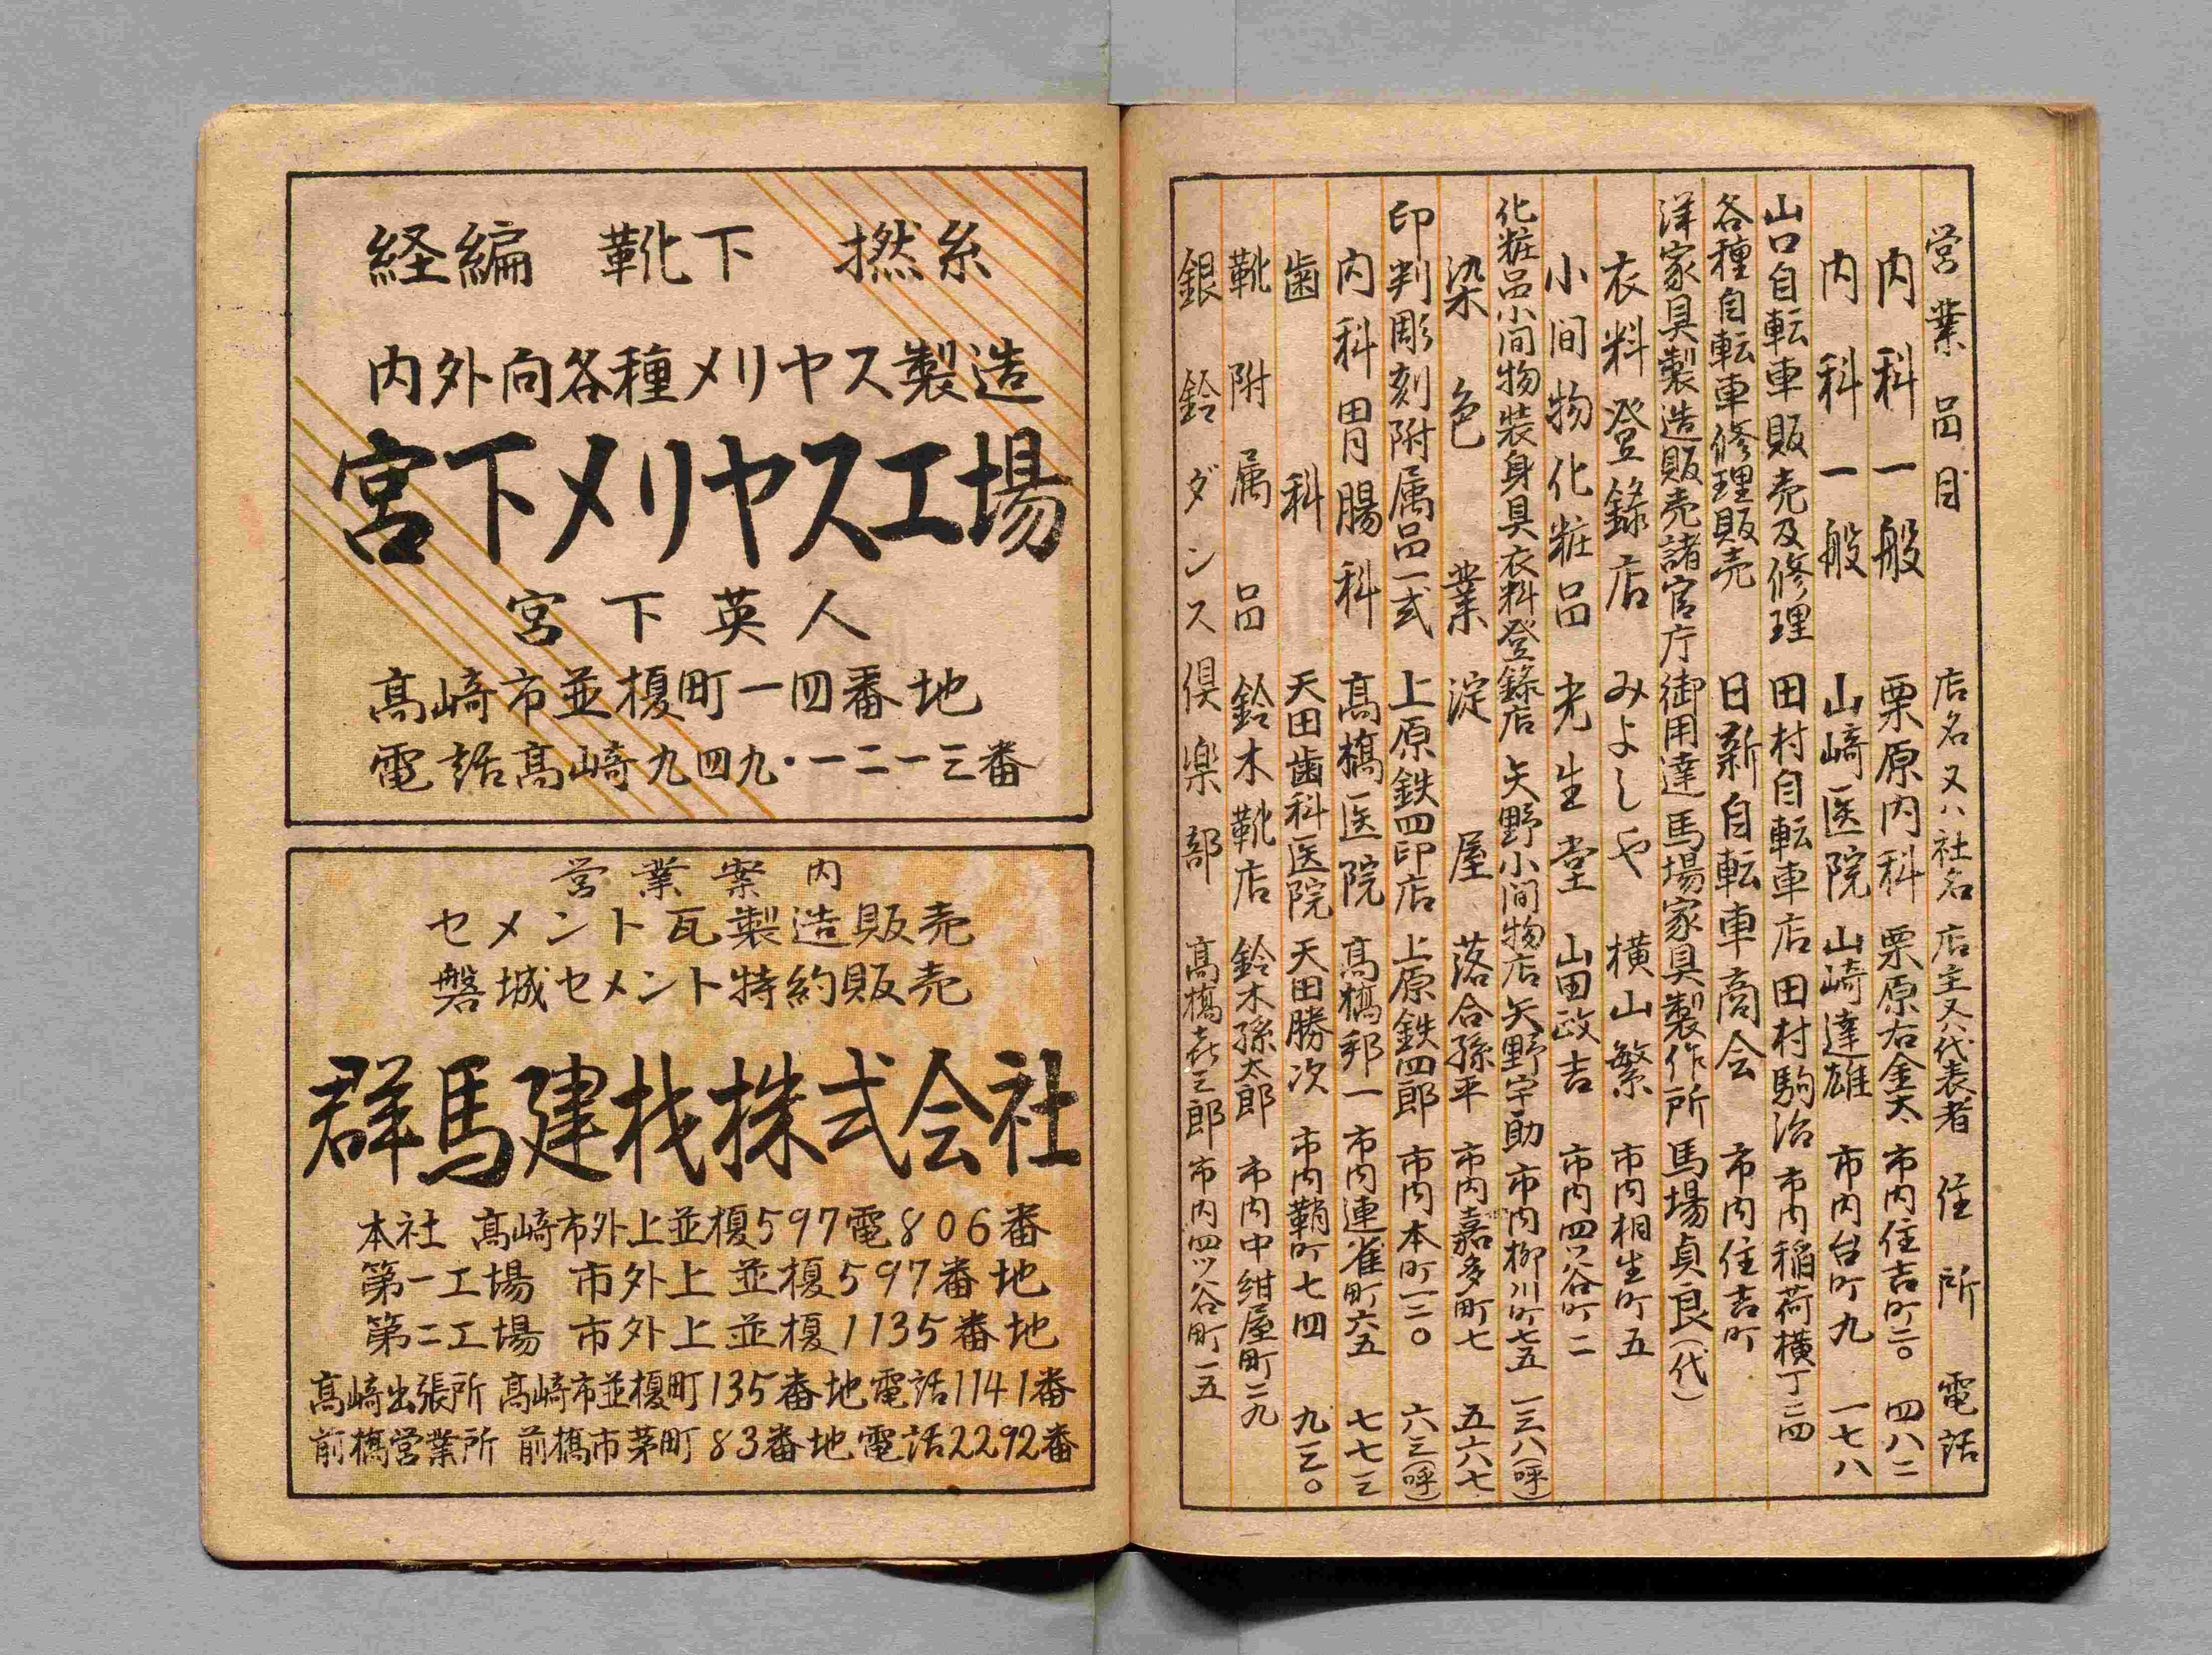 営業品目 店名又ハ社名 店主又ハ代表者 住所 電話
内科一般 栗原内科 栗原右金太 市内住吉町二〇 四八二
内科一般 山崎医院 山崎達雄 市内台町九 一七八
山口自転車販売及修理 田村自転車店 田村駒治 市内稲荷横丁二四
各種自転車修理販売 日新自転車商会 市内住吉町
洋家具製造販売諸官庁御用達 馬場家具製作所 馬場貞良(代)
衣料登録店 みよしや 横山繁 市内相生町五
小間物化粧品 光生堂 山田政吉 市内四ツ谷町二
化粧品小間物装身具衣料登録店 矢野小間物店 矢野宇助 市内柳川町七五 一三八(呼)
染色業 淀屋 落合孫平 市内嘉多町七 五六七
印判彫刻附属品一式 上原鉄四印店 上原鉄四郎 市内本町一二〇 六三(呼)
内科胃腸科 高橋医院 高橋邦一 市内連雀町六五 七七三
歯科 天田歯科医院 天田勝次 市内鞘町七四 九三〇
靴附属品 鈴木靴店 鈴木孫太郎 市内中紺屋町二九
銀鈴ダンス倶楽部 高橋喜三郎 市内四ツ谷町一五
経編 靴下 撚糸
内外向各種メリヤス製造
宮下メリヤス工場
宮下英人
高崎市並榎町一四番地
電話高崎九四九・一二一三番
営業案内
セメント瓦製造販売
磐城セメント特約販売
群馬建材株式会社
本社 高崎市外上並榎597電806番
第一工場 市外上並榎597番地
第二工場 市外上並榎1135番地
高崎出張所 高崎市並榎町135番地電話1141番
前橋営業所 前橋市茅町83番地電話2292番